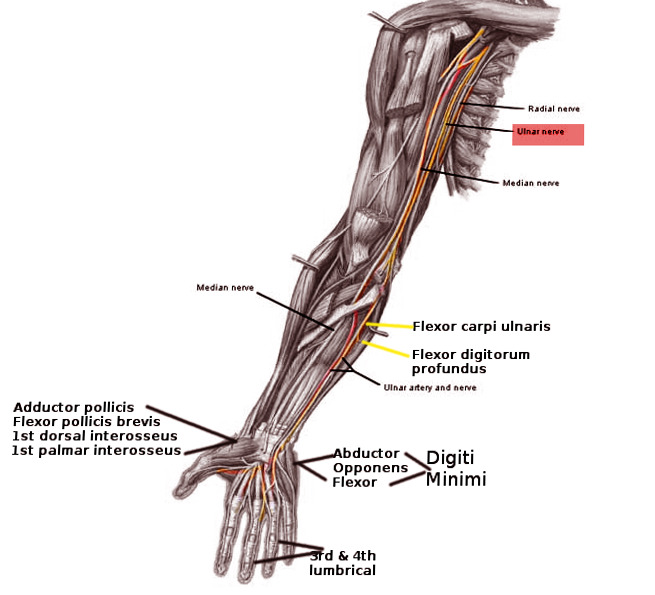 Radial nerve
Ulnar nerve
Median nerve
Median nerve
Flexor carpi ulnaris
Flexor digitorum
profundus
Ulnar artery and nerve
Adductor pollicis
Flexor pollicis brevis
1st dorsal interosseus
1st palmar interosseus
Abductor
Opponens
Flexor
Digiti
Minimi
3rd & 4th
lumbrical